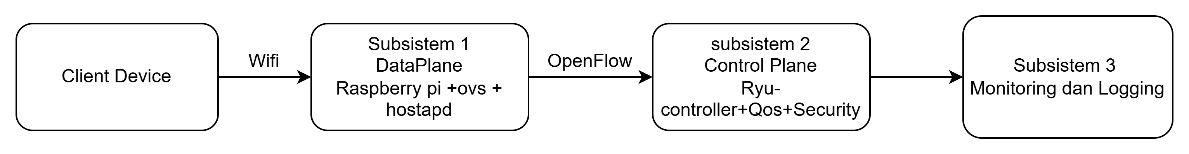 Client Device
Wifi
Subsistem 1
DataPlane
Raspberry pi +ovs +
hostapd
OpenFlow
subsistem 2
Control Plane
Ryu-
controller+Qos+Security
Subsistem 3
Monitoring dan Logging